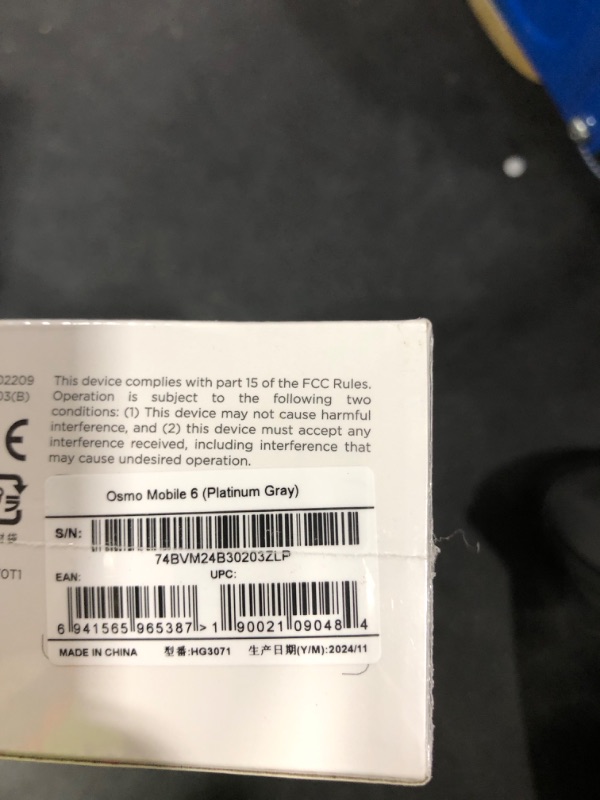 02209
03(B)
This device complies with part 15 of the FCC Rules.
Operation is subject to the following two
conditions: (1) This device may not cause harmful
interference, and (2) this device must accept any
interference received, including interference that
may cause undesired operation.
CE
Osmo Mobile 6 (Platinum Gray)
S/N:
74BVM24B30203ZLP
0T1
EAN:
UPC:
6 941565 965387 > 1 90021 09048 4
MADE IN CHINA 型番:HG3071 生产日期(Y/M):2024/11